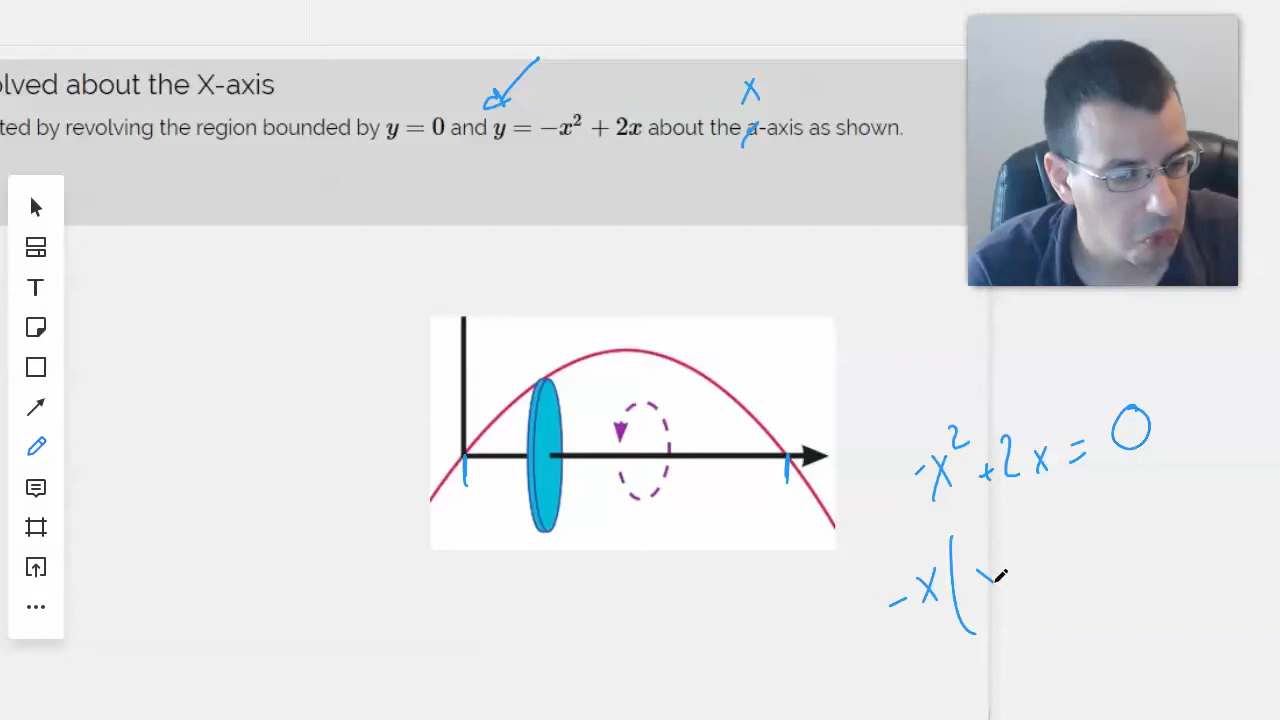 olved about the X-axis
x
ted by revolving the region bounded by y = 0 and y = −x² + 2x about the a-axis as shown.
T
-x² + 2x = 0
-x(x